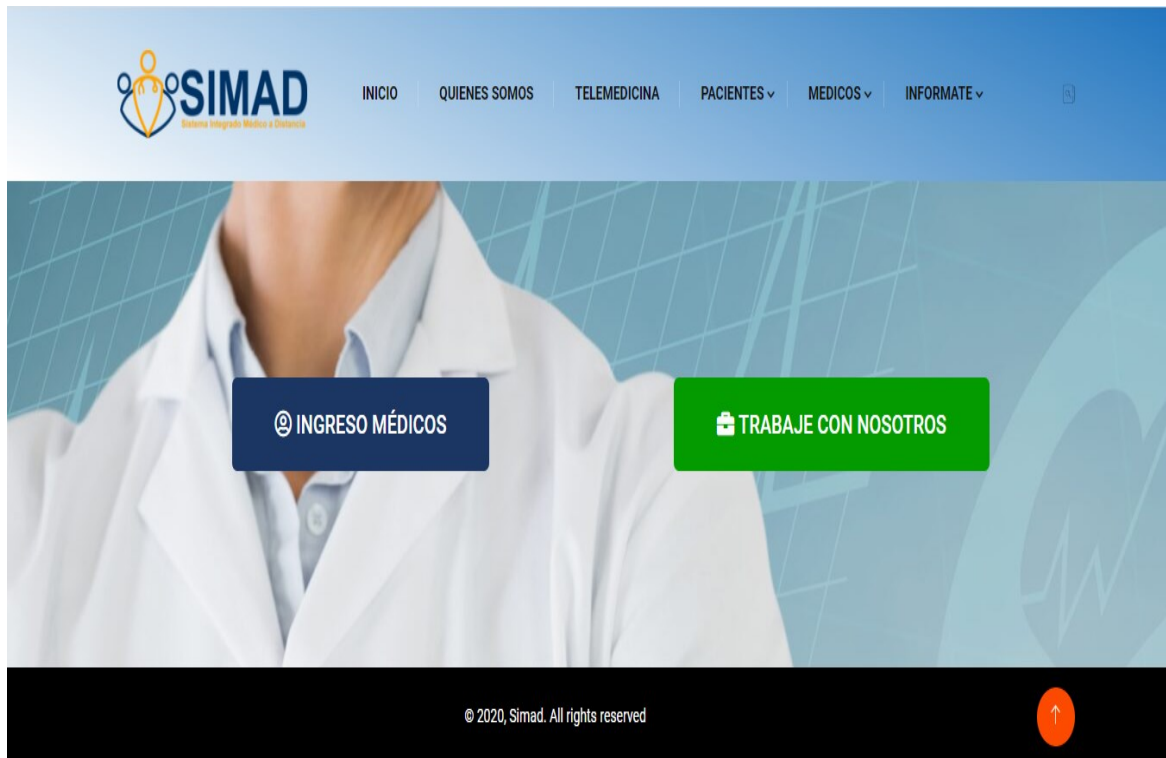 SIMAD
Sistema Integrado Médico a Distancia
INICIO QUIENES SOMOS TELEMEDICINA PACIENTES MEDICOS INFORMATE
INGRESO MÉDICOS
TRABAJE CON NOSOTROS
© 2020, Simad. All rights reserved